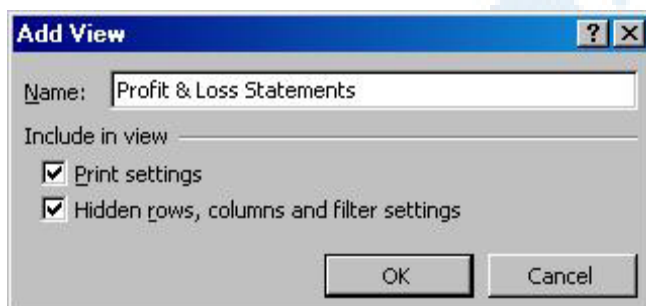 Add View
Name: Profit & Loss Statements
Include in view
Print settings
Hidden rows, columns and filter settings
OK Cancel